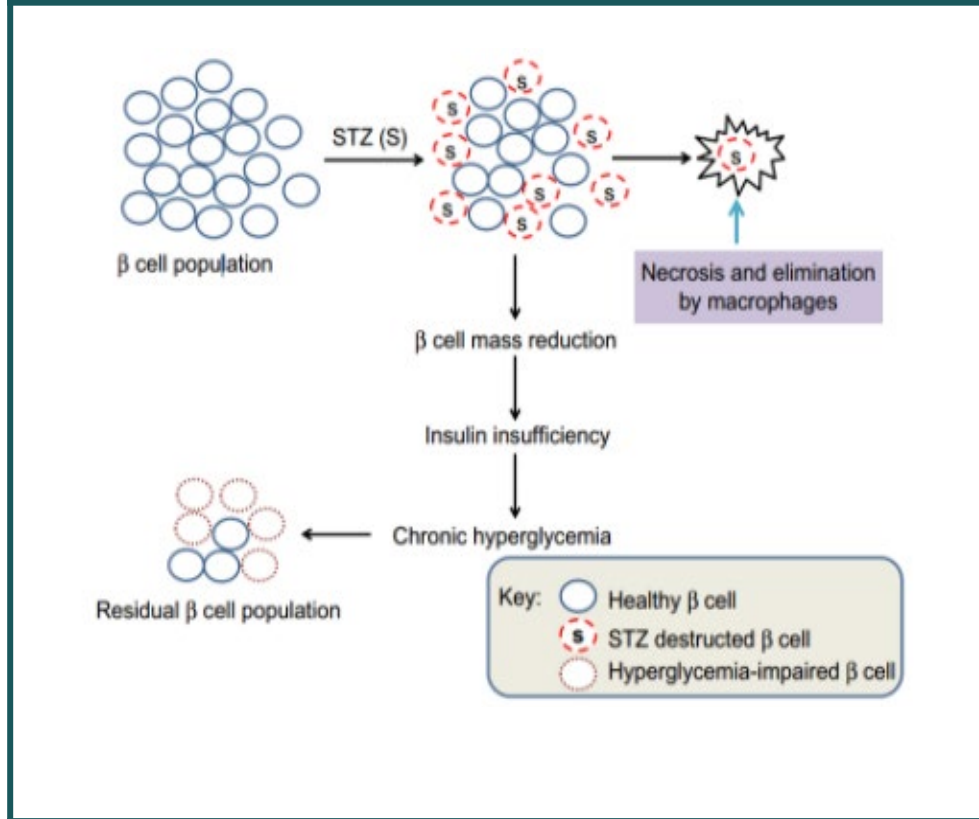 STZ (S)
s
s
s
s
s
s
s
s
s
s
β cell population
Necrosis and elimination
by macrophages
β cell mass reduction
Insulin insufficiency
Chronic hyperglycemia
Residual β cell population
Key:
Healthy β cell
s
STZ destructed β cell
Hyperglycemia-impaired β cell